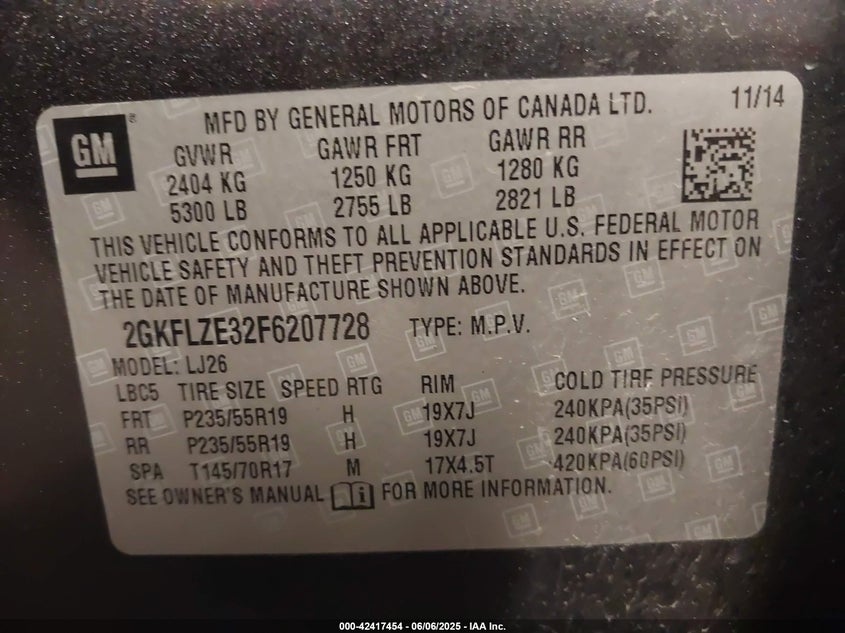 GM
®
MFD BY GENERAL MOTORS OF CANADA LTD. 11/14
GVWR GAWR FRT GAWR RR
2404 KG 1250 KG 1280 KG
5300 LB 2755 LB 2821 LB
THIS VEHICLE CONFORMS TO ALL APPLICABLE U.S. FEDERAL MOTOR
VEHICLE SAFETY AND THEFT PREVENTION STANDARDS IN EFFECT ON
THE DATE OF MANUFACTURE SHOWN ABOVE.
2GKFLZE32F6207728 TYPE: M.P.V.
MODEL: LJ26
LBC5 TIRE SIZE SPEED RTG RIM COLD TIRE PRESSURE
FRT P235/55R19 H 19X7J 240KPA(35PSI)
RR P235/55R19 H 19X7J 240KPA(35PSI)
SPA T145/70R17 M 17X4.5T 420KPA(60PSI)
SEE OWNER'S MANUAL i FOR MORE INFORMATION.
000-42417454 - 06/06/2025 - IAA Inc.